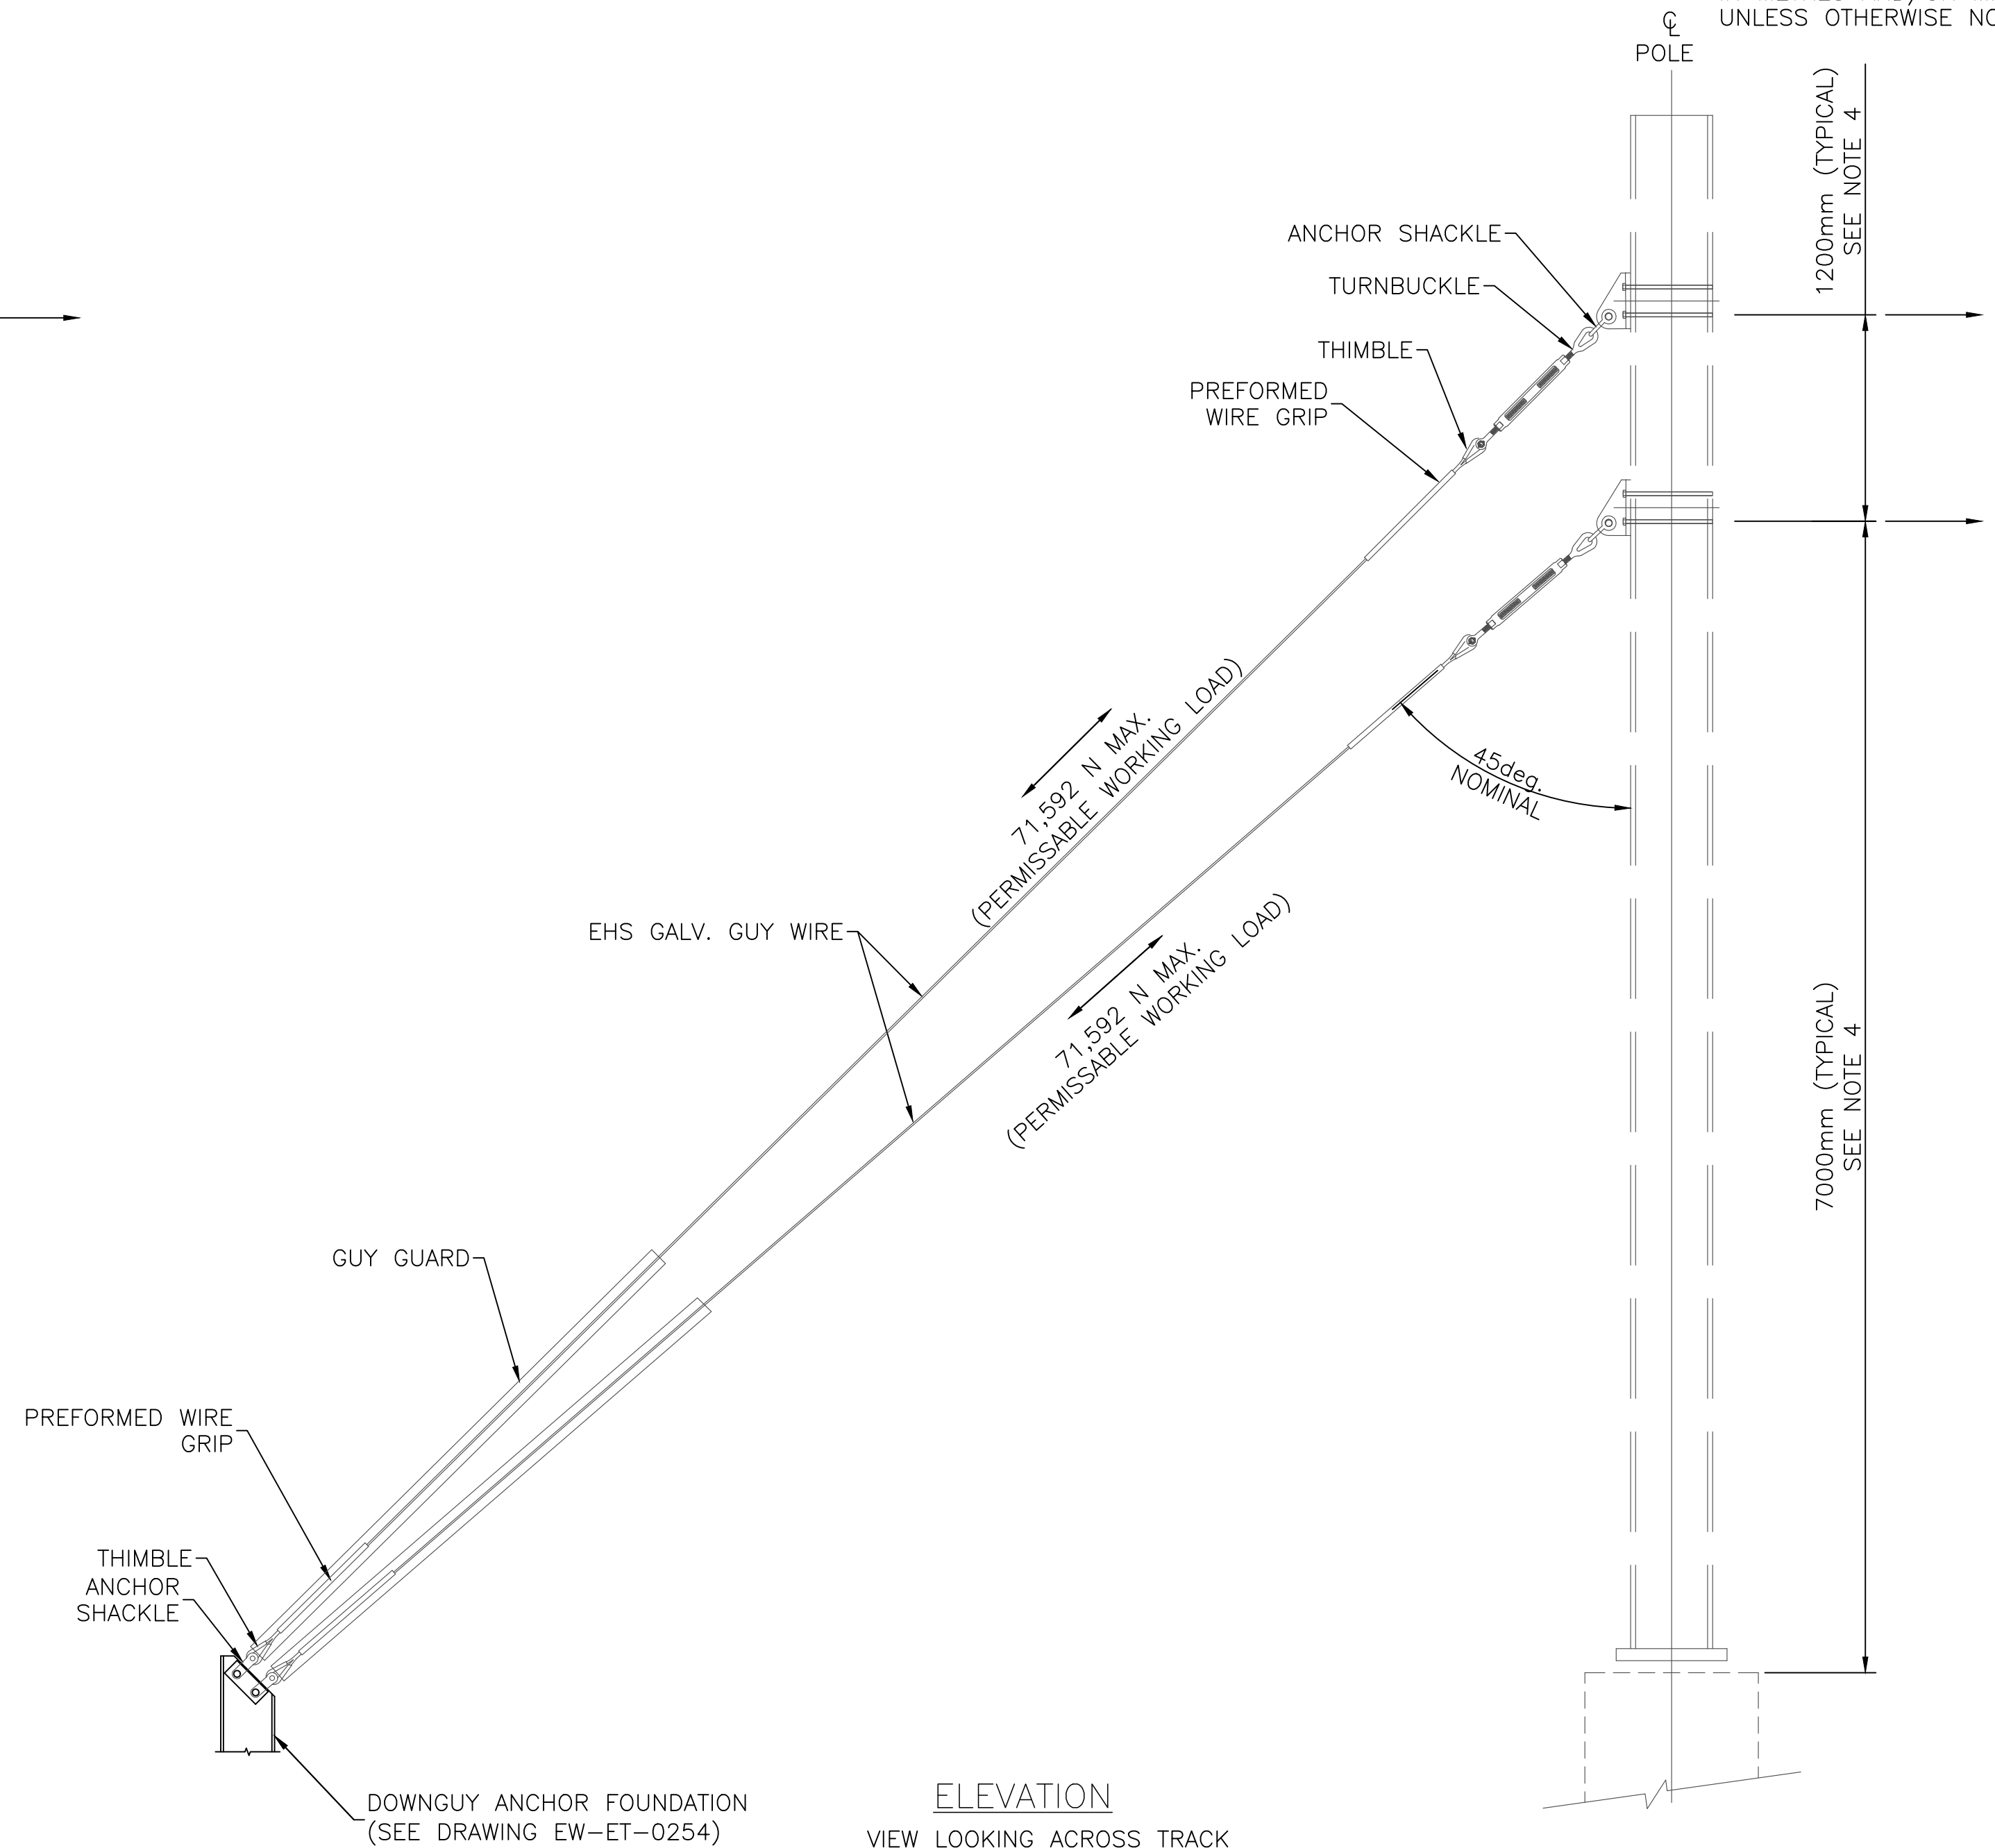 UNLESS OTHERWISE
℄
POLE
1200mm (TYPICAL)
SEE NOTE 4
ANCHOR SHACKLE
TURNBUCKLE
THIMBLE
PREFORMED
WIRE GRIP
71,592 N MAX.
(PERMISSABLE WORKING LOAD)
45deg.
NOMINAL
EHS GALV. GUY WIRE
71,592 N MAX.
(PERMISSABLE WORKING LOAD)
7000mm (TYPICAL)
SEE NOTE 4
GUY GUARD
PREFORMED WIRE
GRIP
THIMBLE
ANCHOR
SHACKLE
DOWNGUY ANCHOR FOUNDATION
(SEE DRAWING EW-ET-0254)
ELEVATION
VIEW LOOKING ACROSS TRACK